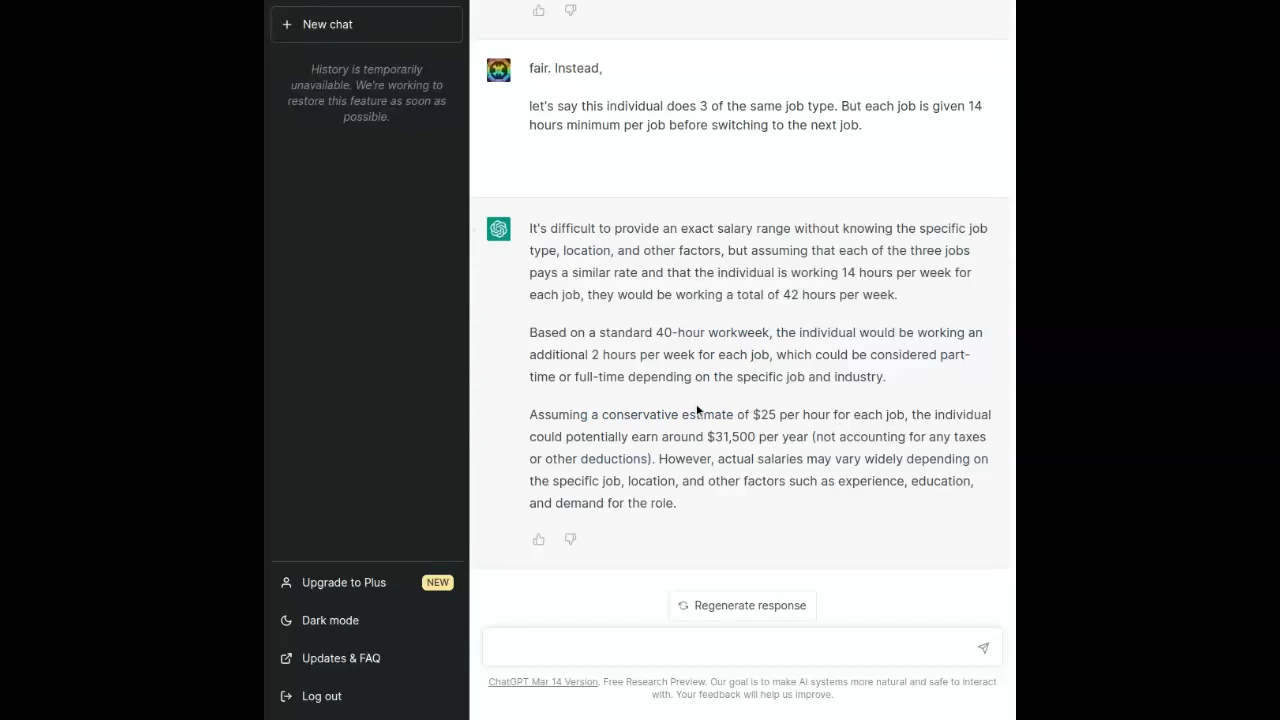 New chat
History is temporarily
unavailable. We're working to
restore this feature as soon as
possible.
Upgrade to Plus NEW
Dark mode
Updates & FAQ
Log out
fair. Instead,
let's say this individual does 3 of the same job type. But each job is given 14
hours minimum per job before switching to the next job.
It's difficult to provide an exact salary range without knowing the specific job
type, location, and other factors, but assuming that each of the three jobs
pays a similar rate and that the individual is working 14 hours per week for
each job, they would be working a total of 42 hours per week.
Based on a standard 40-hour workweek, the individual would be working an
additional 2 hours per week for each job, which could be considered part-
time or full-time depending on the specific job and industry.
Assuming a conservative estimate of $25 per hour for each job, the individual
could potentially earn around $31,500 per year (not accounting for any taxes
or other deductions). However, actual salaries may vary widely depending on
the specific job, location, and other factors such as experience, education,
and demand for the role.
Regenerate response
ChatGPT Mar 14 Version. Free Research Preview. Our goal is to make AI systems more natural and safe to interact
with. Your feedback will help us improve.